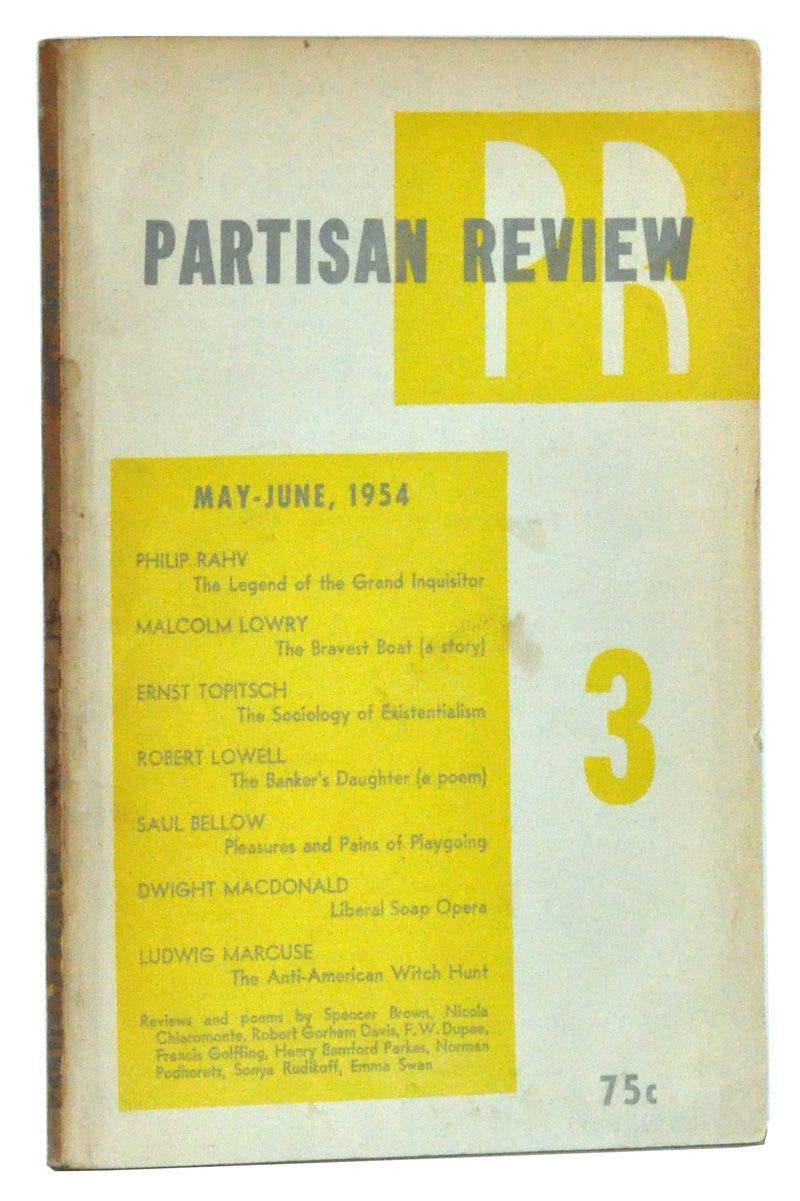 PR
PARTISAN REVIEW
MAY-JUNE, 1954
PHILIP RAHV
The Legend of the Grand Inquisitor
MALCOLM LOWRY
The Bravest Boat (a story)
ERNST TOPITSCH
The Sociology of Existentialism
ROBERT LOWELL
The Banker's Daughter (a poem)
SAUL BELLOW
Pleasures and Pains of Playgoing
DWIGHT MACDONALD
Liberal Soap Opera
LUDWIG MARCUSE
The Anti-American Witch Hunt
Reviews and poems by Spencer Brown, Nicola
Chiaromonte, Robert Gorham Davis, F.W. Dupee,
Francis Golffing, Henry Bamford Parkes, Norman
Podhoretz, Sonya Rudikoff, Emma Swan
3
75c